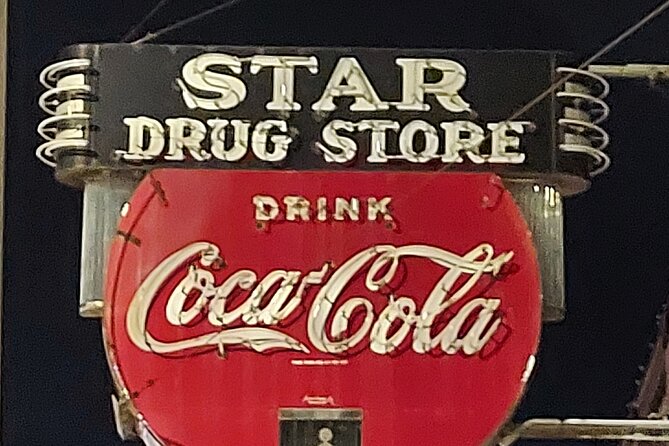 STAR
DRUG STORE
DRINK
Coca-Cola